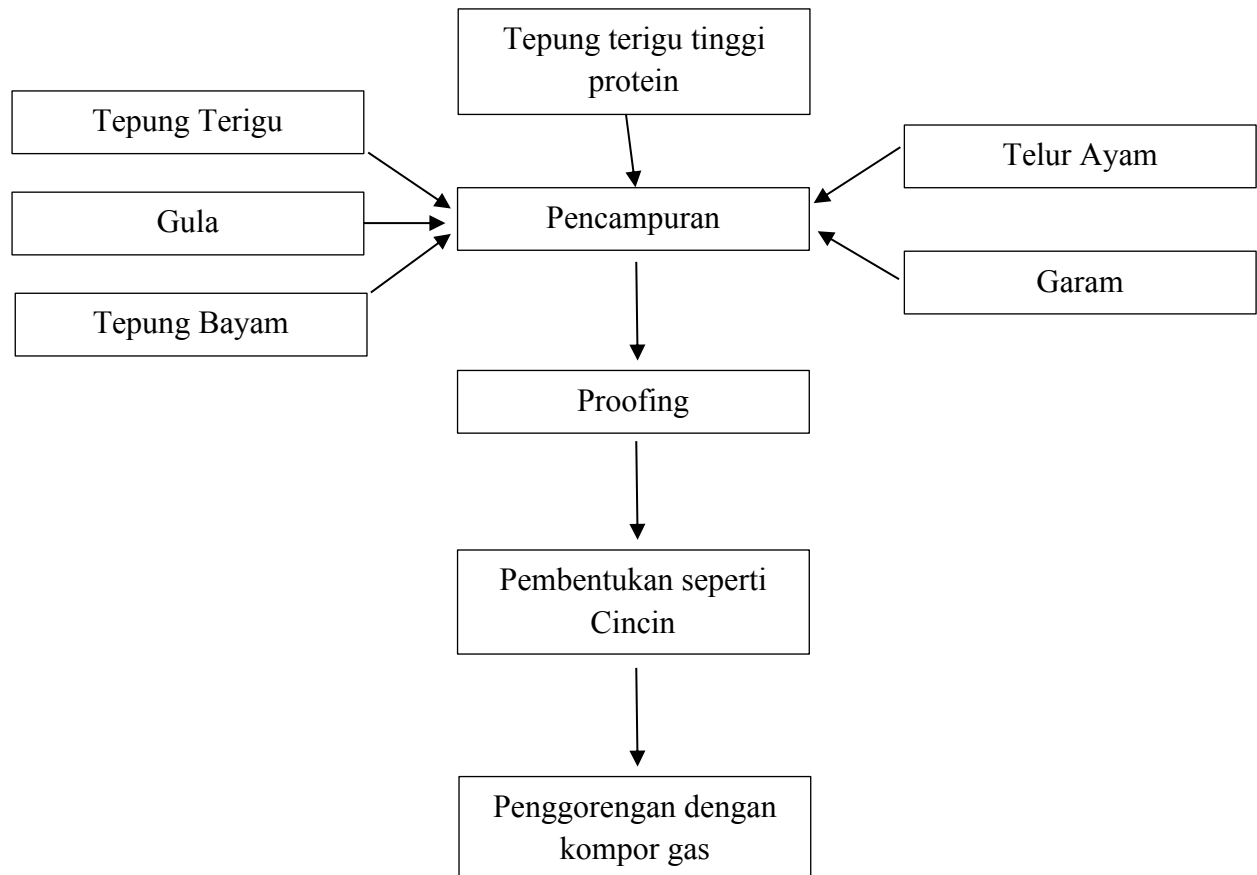 Tepung terigu tinggi
protein
Tepung Terigu
Telur Ayam
Gula
Pencampuran
Garam
Tepung Bayam
Proofing
Pembentukan seperti
Cincin
Penggorengan dengan
kompor gas